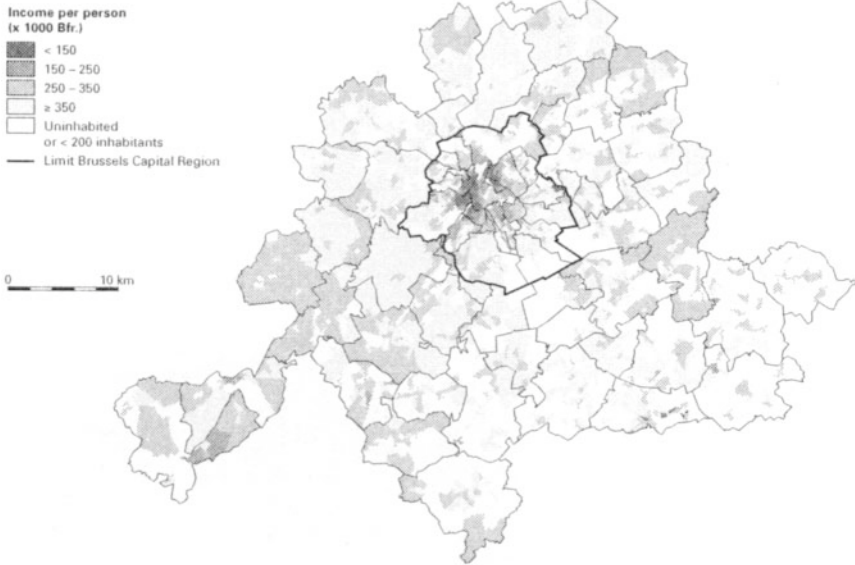 Income per person
(x 1000 Bfr.)
< 150
150 – 250
250 – 350
≥ 350
Uninhabited
or < 200 inhabitants
Limit Brussels Capital Region
0 10 km